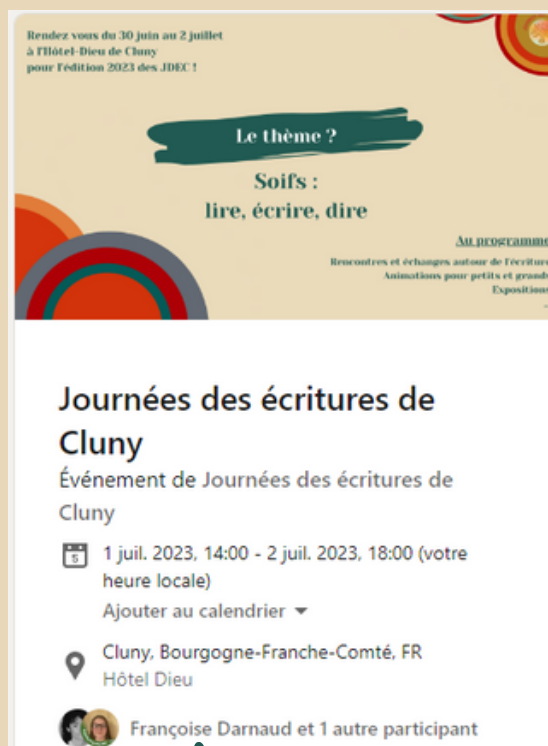 Rendez vous du 30 juin au 2 juillet
à l'Hôtel-Dieu de Cluny
pour l'édition 2023 des JDEC !
Le thème ?
Soifs :
lire, écrire, dire
Au programme
Rencontres et échanges autour de l'écriture
Animations pour petits et grands
Expositions
Journées des écritures de
Cluny
Événement de Journées des écritures de
Cluny
5
1 juil. 2023, 14:00 - 2 juil. 2023, 18:00 (votre
heure locale)
Ajouter au calendrier
Cluny, Bourgogne-Franche-Comté, FR
Hôtel Dieu
Françoise Darnaud et 1 autre participant